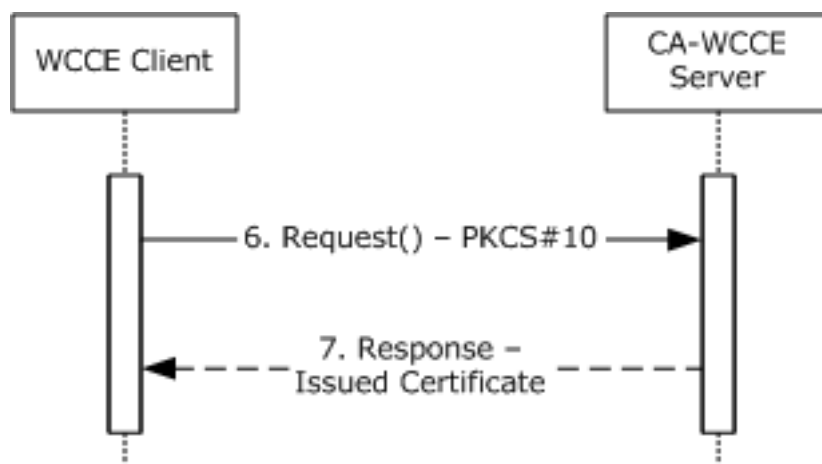 WCCE Client
CA-WCCE
Server
6. Request() – PKCS#10
7. Response –
Issued Certificate